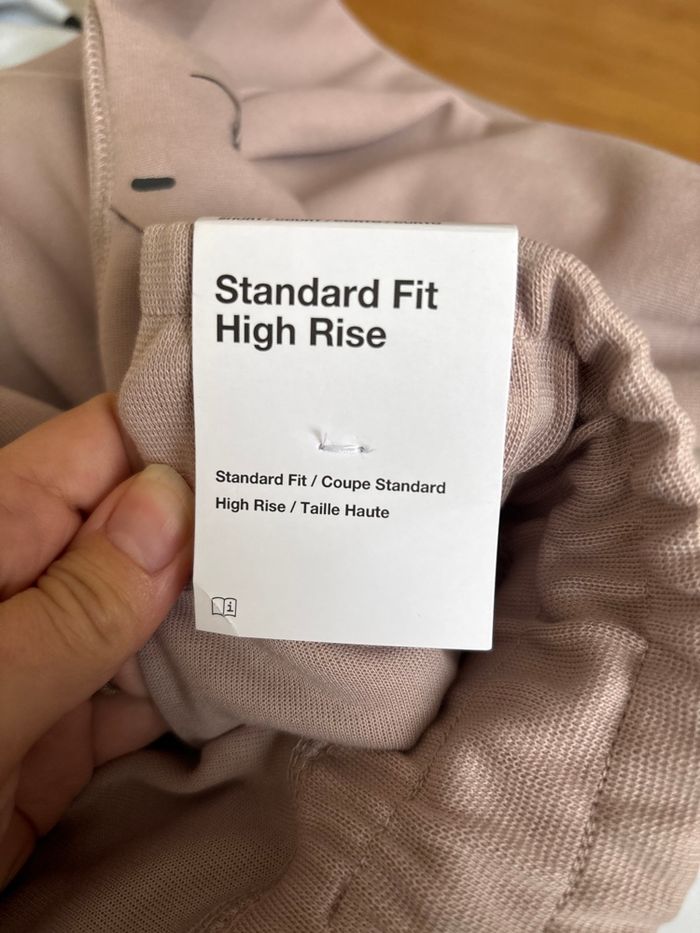 Standard Fit
High Rise
Standard Fit / Coupe Standard
High Rise / Taille Haute
i